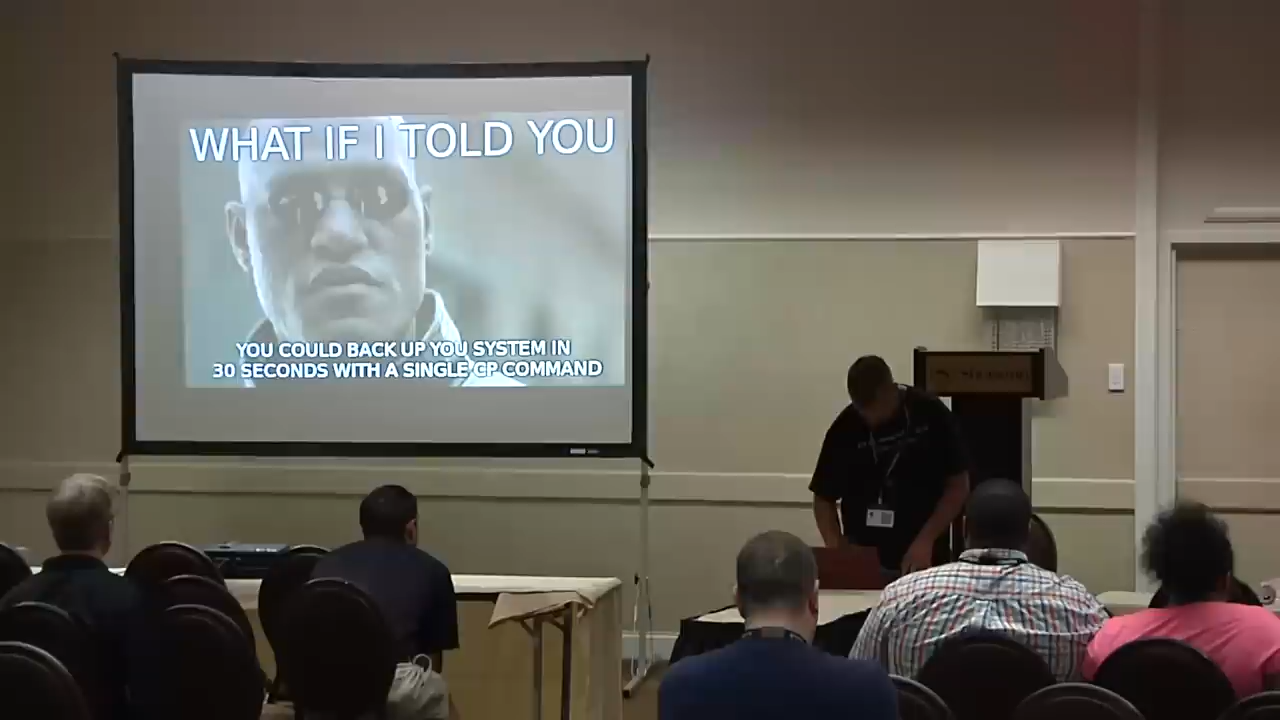 WHAT IF I TOLD YOU
YOU COULD BACK UP YOU SYSTEM IN
30 SECONDS WITH A SINGLE CP COMMAND